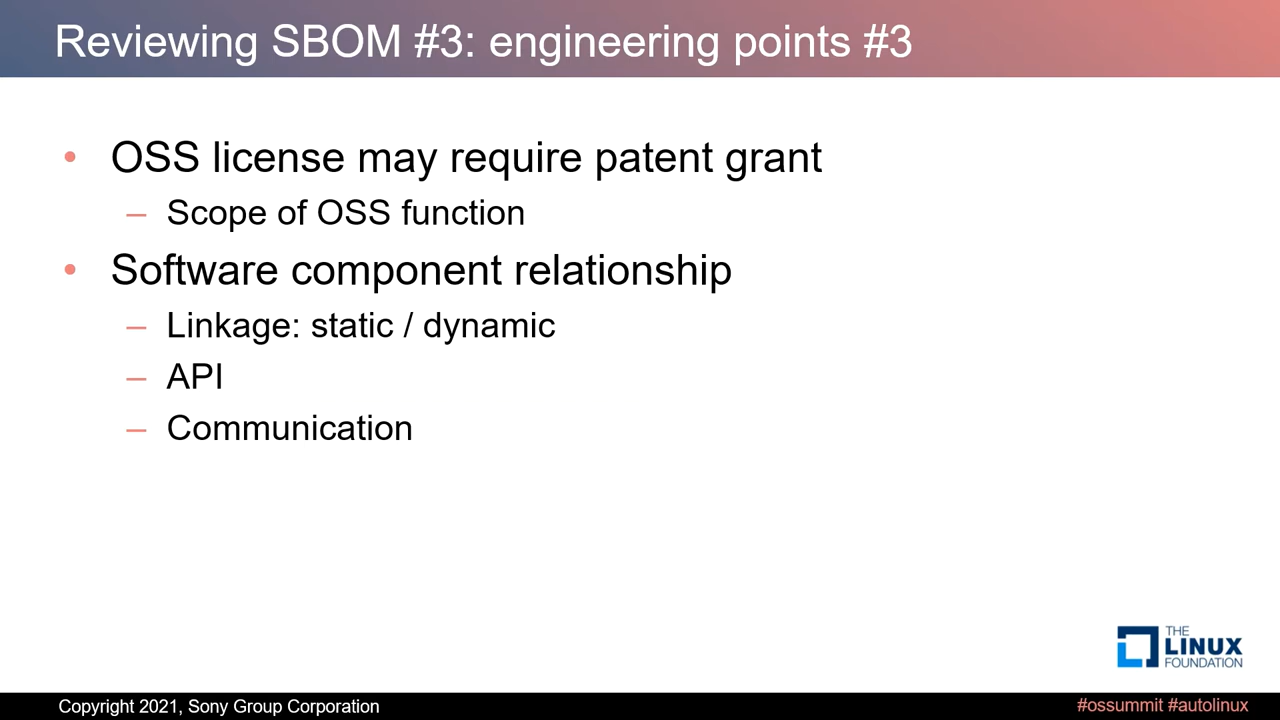 Reviewing SBOM #3: engineering points #3
• OSS license may require patent grant
– Scope of OSS function
• Software component relationship
– Linkage: static / dynamic
– API
– Communication
THE
LINUX
FOUNDATION
Copyright 2021, Sony Group Corporation
#ossummit #autolinux